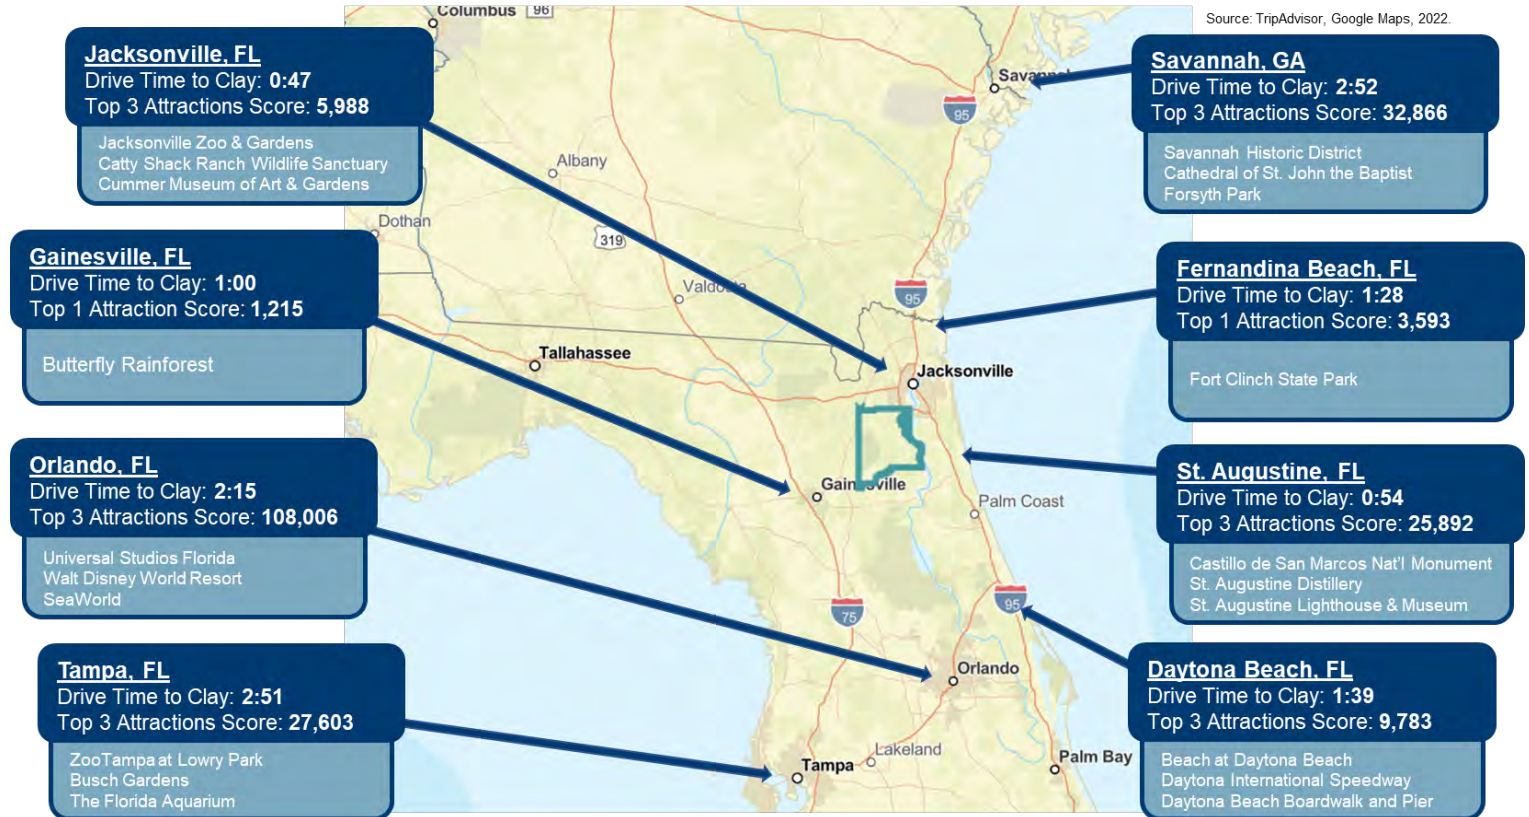 Source: TripAdvisor, Google Maps, 2022.
Jacksonville, FL
Drive Time to Clay: 0:47
Top 3 Attractions Score: 5,988
Jacksonville Zoo & Gardens
Catty Shack Ranch Wildlife Sanctuary
Cummer Museum of Art & Gardens
Gainesville, FL
Drive Time to Clay: 1:00
Top 1 Attraction Score: 1,215
Butterfly Rainforest
Orlando, FL
Drive Time to Clay: 2:15
Top 3 Attractions Score: 108,006
Universal Studios Florida
Walt Disney World Resort
SeaWorld
Tampa, FL
Drive Time to Clay: 2:51
Top 3 Attractions Score: 27,603
ZooTampa at Lowry Park
Busch Gardens
The Florida Aquarium
Columbus
96
Savannah
95
Albany
Dothan
319
Valdosta
95
Tallahassee
Jacksonville
Gainesville
Palm Coast
75
95
Orlando
Lakeland
Tampa
Palm Bay
Savannah, GA
Drive Time to Clay: 2:52
Top 3 Attractions Score: 32,866
Savannah Historic District
Cathedral of St. John the Baptist
Forsyth Park
Fernandina Beach, FL
Drive Time to Clay: 1:28
Top 1 Attraction Score: 3,593
Fort Clinch State Park
St. Augustine, FL
Drive Time to Clay: 0:54
Top 3 Attractions Score: 25,892
Castillo de San Marcos Nat'l Monument
St. Augustine Distillery
St. Augustine Lighthouse & Museum
Daytona Beach, FL
Drive Time to Clay: 1:39
Top 3 Attractions Score: 9,783
Beach at Daytona Beach
Daytona International Speedway
Daytona Beach Boardwalk and Pier